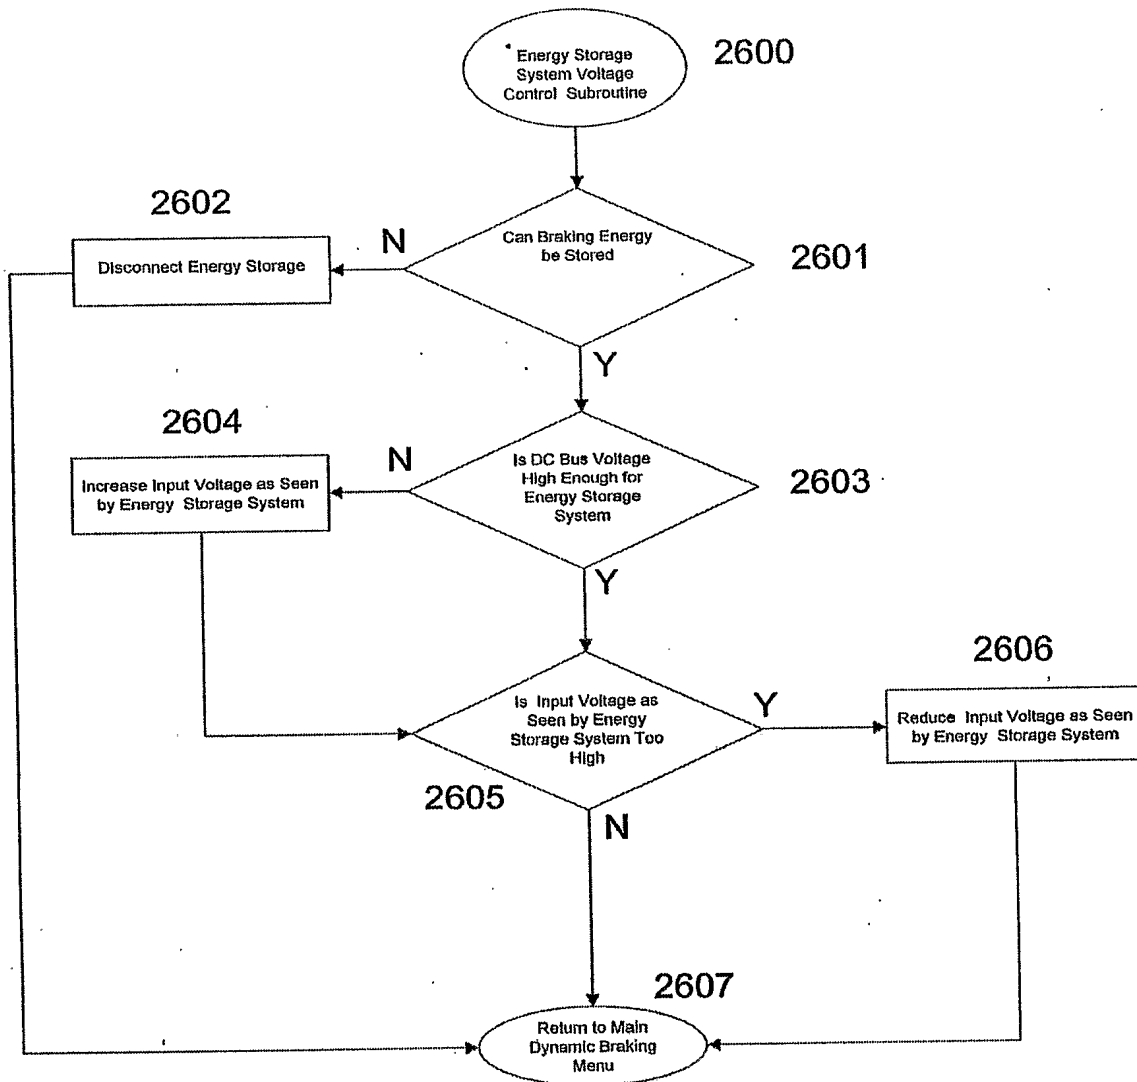 Energy Storage
System Voltage
Control Subroutine
2600
2602
N
Can Braking Energy
be Stored
2601
Disconnect Energy Storage
Y
2604
N
Is DC Bus Voltage
High Enough for
Energy Storage
System
2603
Increase Input Voltage as Seen
by Energy Storage System
Y
2606
Is Input Voltage as
Seen by Energy
Storage System Too
High
Y
Reduce Input Voltage as Seen
by Energy Storage System
2605
N
2607
Return to Main
Dynamic Braking
Menu